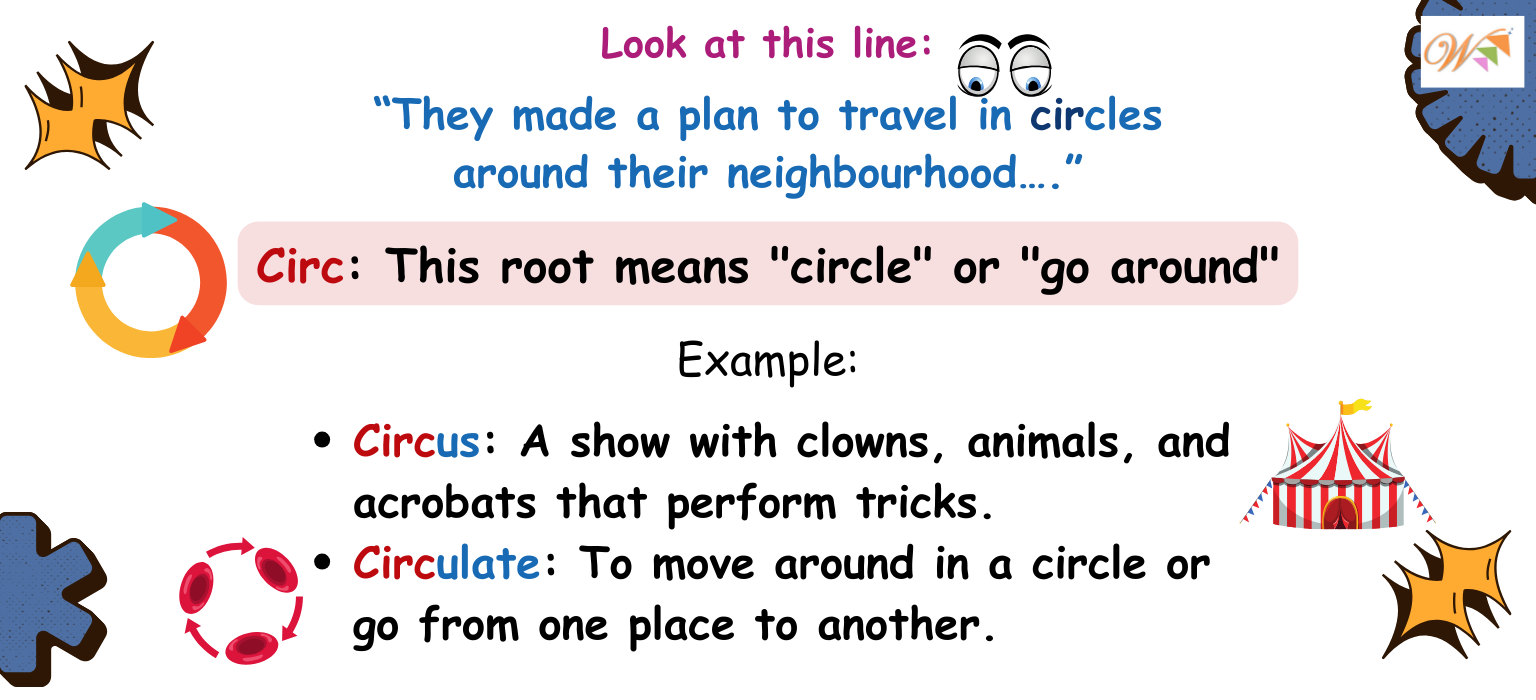 Look at this line:
W
“They made a plan to travel in circles
around their neighbourhood....”
Circ: This root means "circle" or "go around"
Example:
• Circus: A show with clowns, animals, and
acrobats that perform tricks.
• Circulate: To move around in a circle or
go from one place to another.